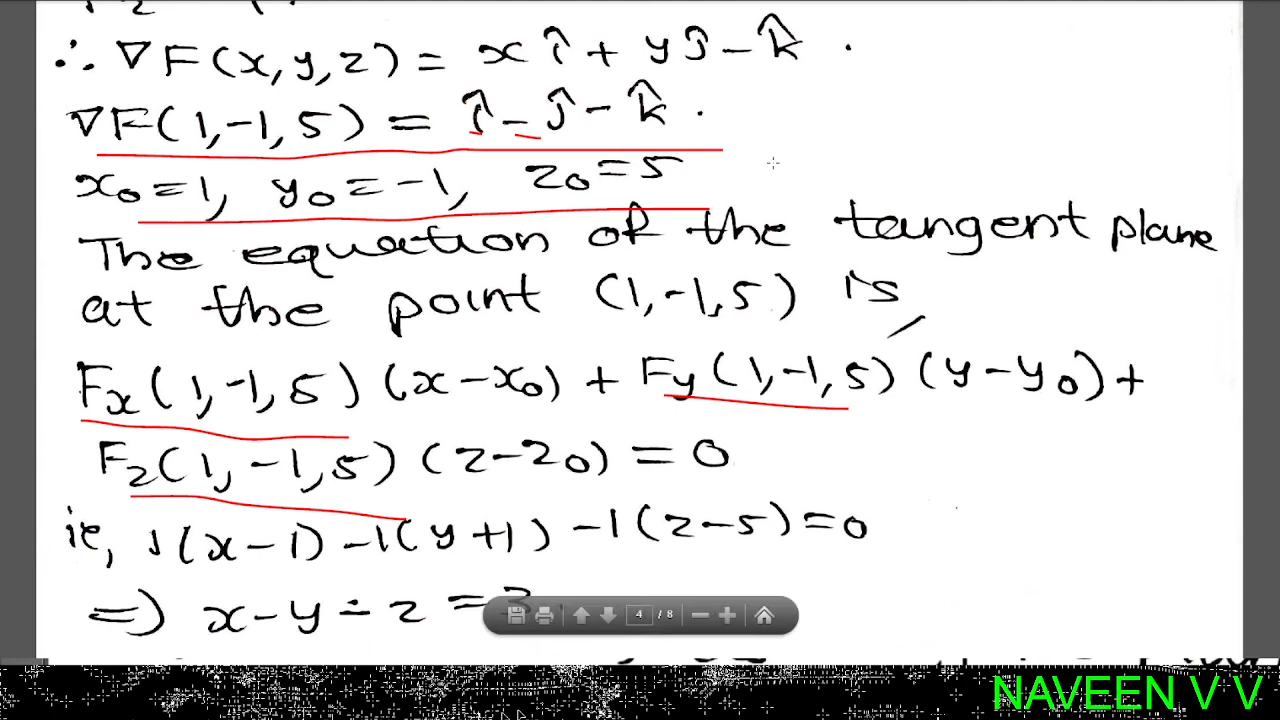 ∴ ∇F(x,y,z) = x î + y ĵ − k̂ .
∇F(1,-1,5) = î − ĵ − k̂ .
x₀ = 1, y₀ = -1, z₀ = 5
The equation of the tangent plane
at the point (1,-1,5) is
Fx (1,-1,5) (x − x₀) + Fy (1,-1,5) (y − y₀) +
Fz (1,-1,5) (z − z₀) = 0
ie, 1(x − 1) −1(y + 1) −1(z − 5) = 0
⇒ x − y − z = 3
4 / 8
NAVEEN V V